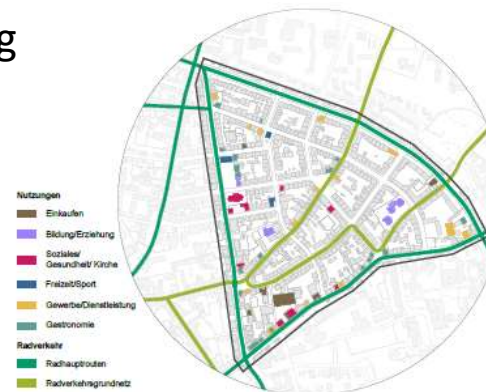 g
Nutzungen
Einkaufen
Bildung/Erziehung
Soziales/
Gesundheit/ Kirche
Freizeit/Sport
Gewerbe/Dienstleistung
Gastronomie
Radverkehr
Radhauptrouten
Radverkehrsgrundnetz